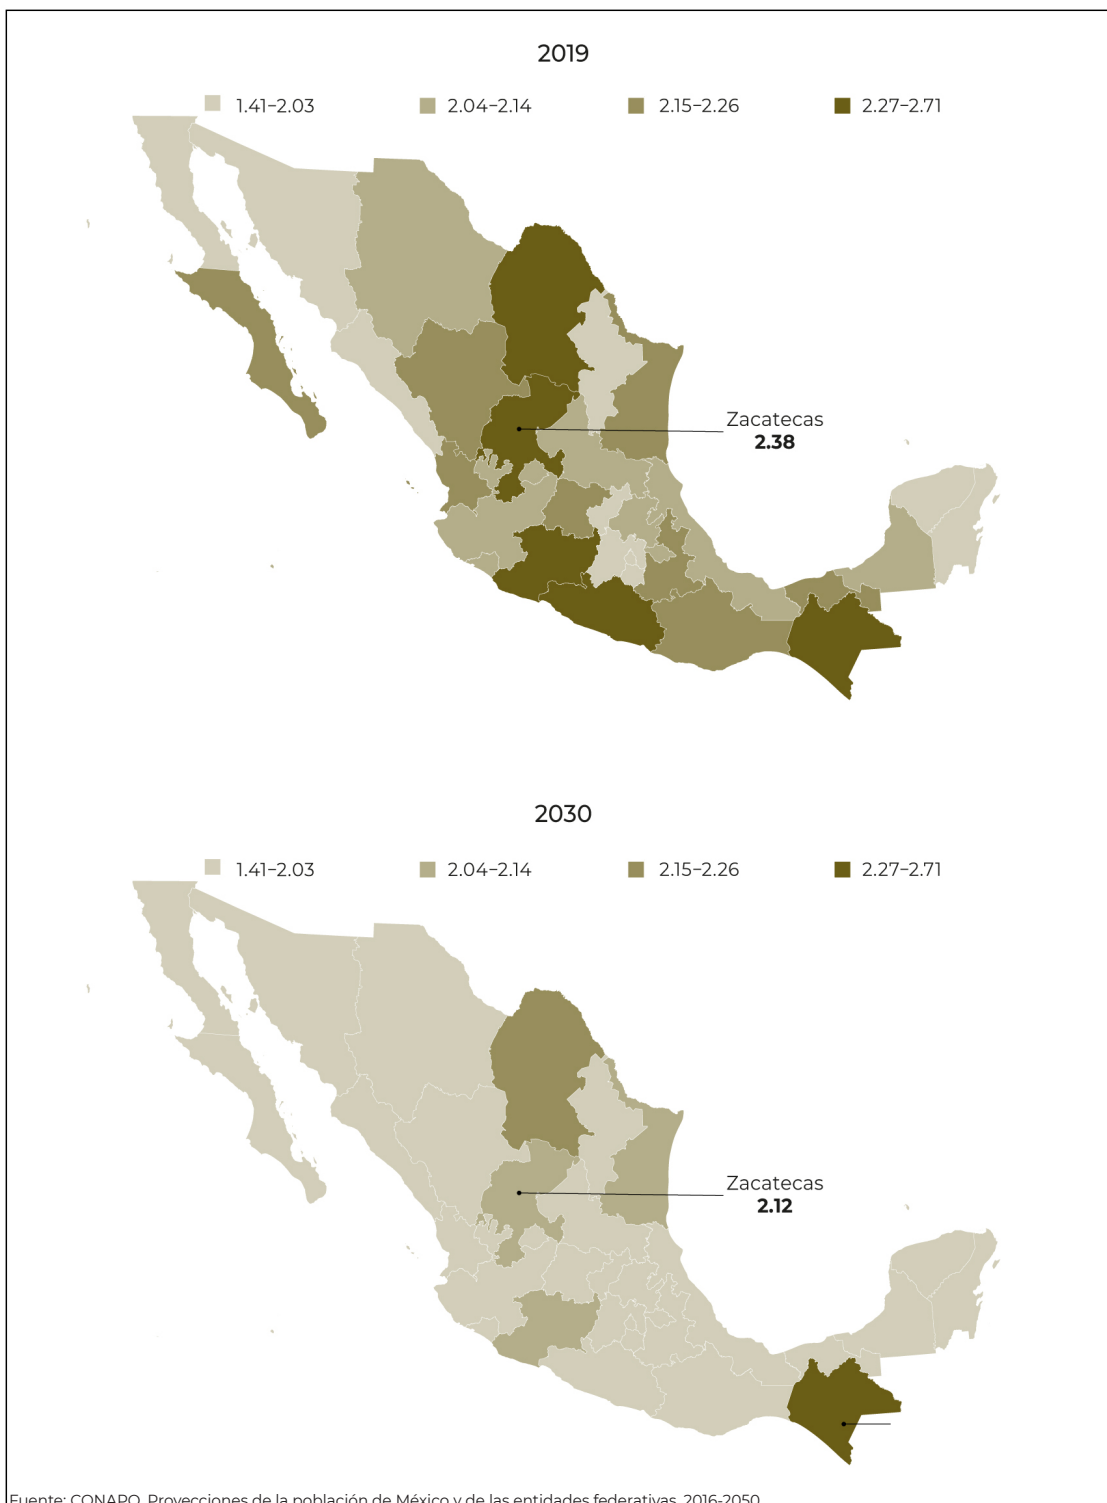 2019
1.41–2.03 2.04–2.14 2.15–2.26 2.27–2.71
Zacatecas
2.38
2030
1.41–2.03 2.04–2.14 2.15–2.26 2.27–2.71
Zacatecas
2.12
Fuente: CONAPO. Proyecciones de la población de México y de las entidades federativas, 2016-2050